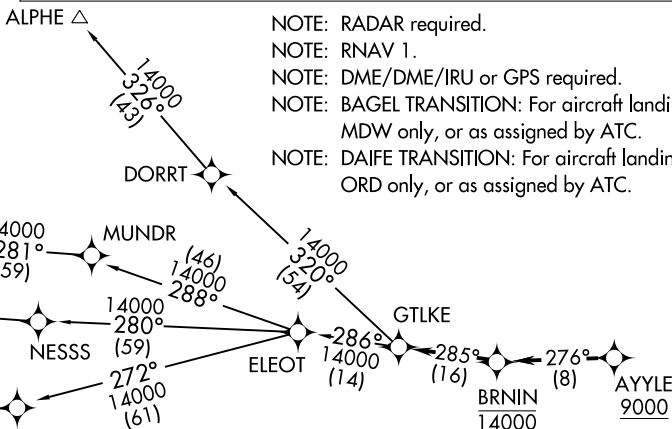 ALPHE
NOTE: RADAR required.
NOTE: RNAV 1.
NOTE: DME/DME/IRU or GPS required.
NOTE: BAGEL TRANSITION: For aircraft landi
MDW only, or as assigned by ATC.
NOTE: DAIFE TRANSITION: For aircraft landin
ORD only, or as assigned by ATC.
14000
326°
(43)
DORRT
MUNDR
4000
281°
59)
(46)
14000
288°
14000
320°
(54)
14000
280°
(59)
NESSS
272°
14000
(61)
ELEOT
286°
14000
(14)
GTLKE
285°
(16)
BRNIN
14000
276°
(8)
AYYLE
9000